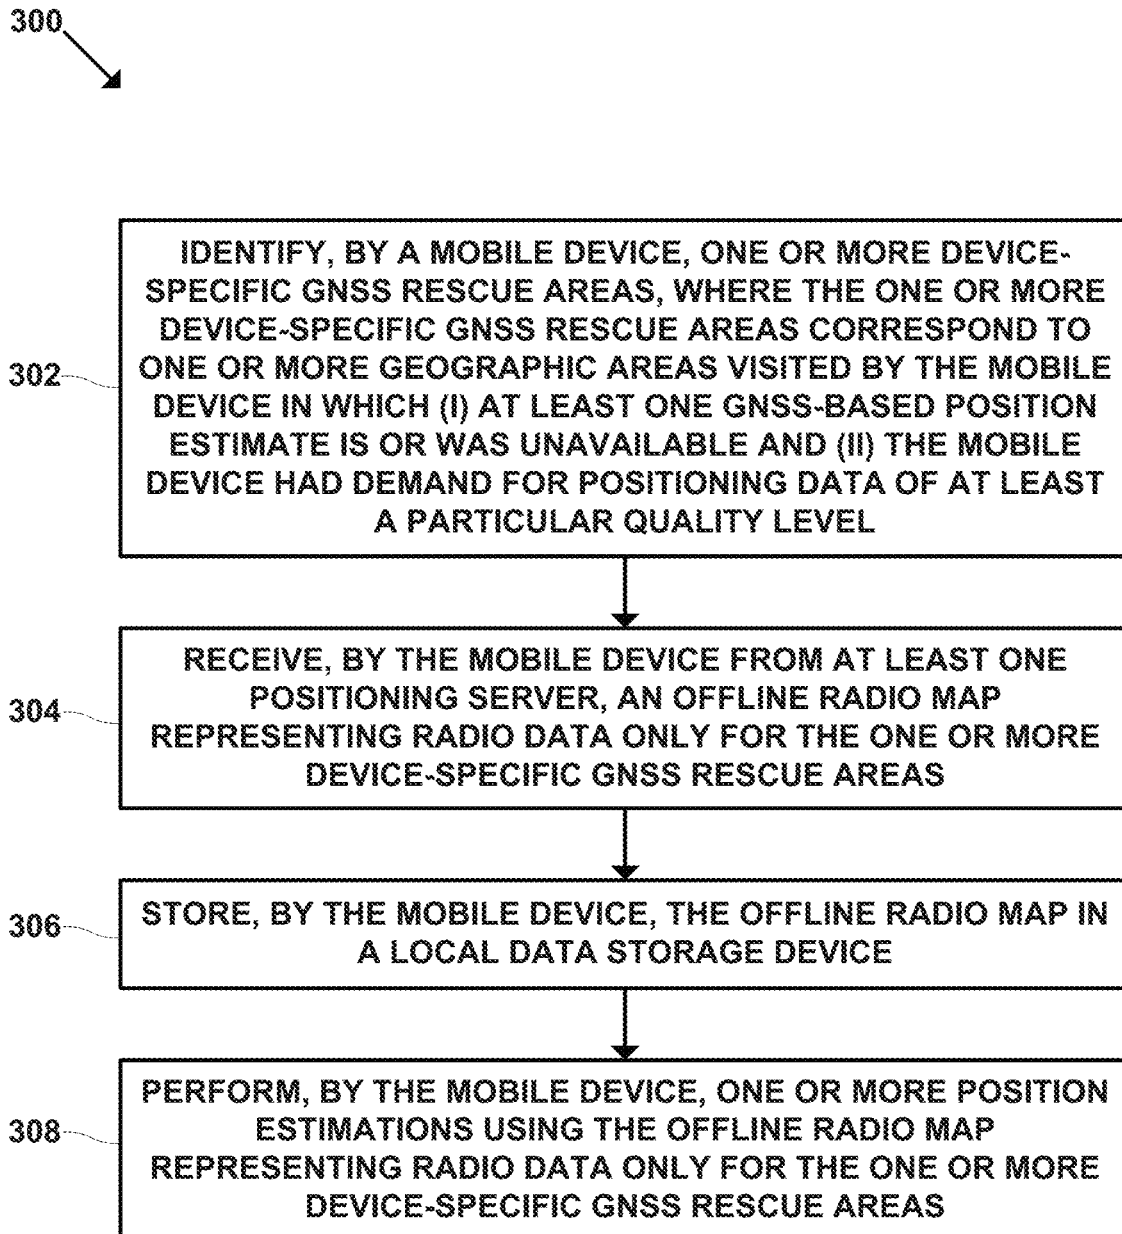 300
302
IDENTIFY, BY A MOBILE DEVICE, ONE OR MORE DEVICE-
SPECIFIC GNSS RESCUE AREAS, WHERE THE ONE OR MORE
DEVICE-SPECIFIC GNSS RESCUE AREAS CORRESPOND TO
ONE OR MORE GEOGRAPHIC AREAS VISITED BY THE MOBILE
DEVICE IN WHICH (I) AT LEAST ONE GNSS-BASED POSITION
ESTIMATE IS OR WAS UNAVAILABLE AND (II) THE MOBILE
DEVICE HAD DEMAND FOR POSITIONING DATA OF AT LEAST
A PARTICULAR QUALITY LEVEL
304
RECEIVE, BY THE MOBILE DEVICE FROM AT LEAST ONE
POSITIONING SERVER, AN OFFLINE RADIO MAP
REPRESENTING RADIO DATA ONLY FOR THE ONE OR MORE
DEVICE-SPECIFIC GNSS RESCUE AREAS
306
STORE, BY THE MOBILE DEVICE, THE OFFLINE RADIO MAP IN
A LOCAL DATA STORAGE DEVICE
308
PERFORM, BY THE MOBILE DEVICE, ONE OR MORE POSITION
ESTIMATIONS USING THE OFFLINE RADIO MAP
REPRESENTING RADIO DATA ONLY FOR THE ONE OR MORE
DEVICE-SPECIFIC GNSS RESCUE AREAS